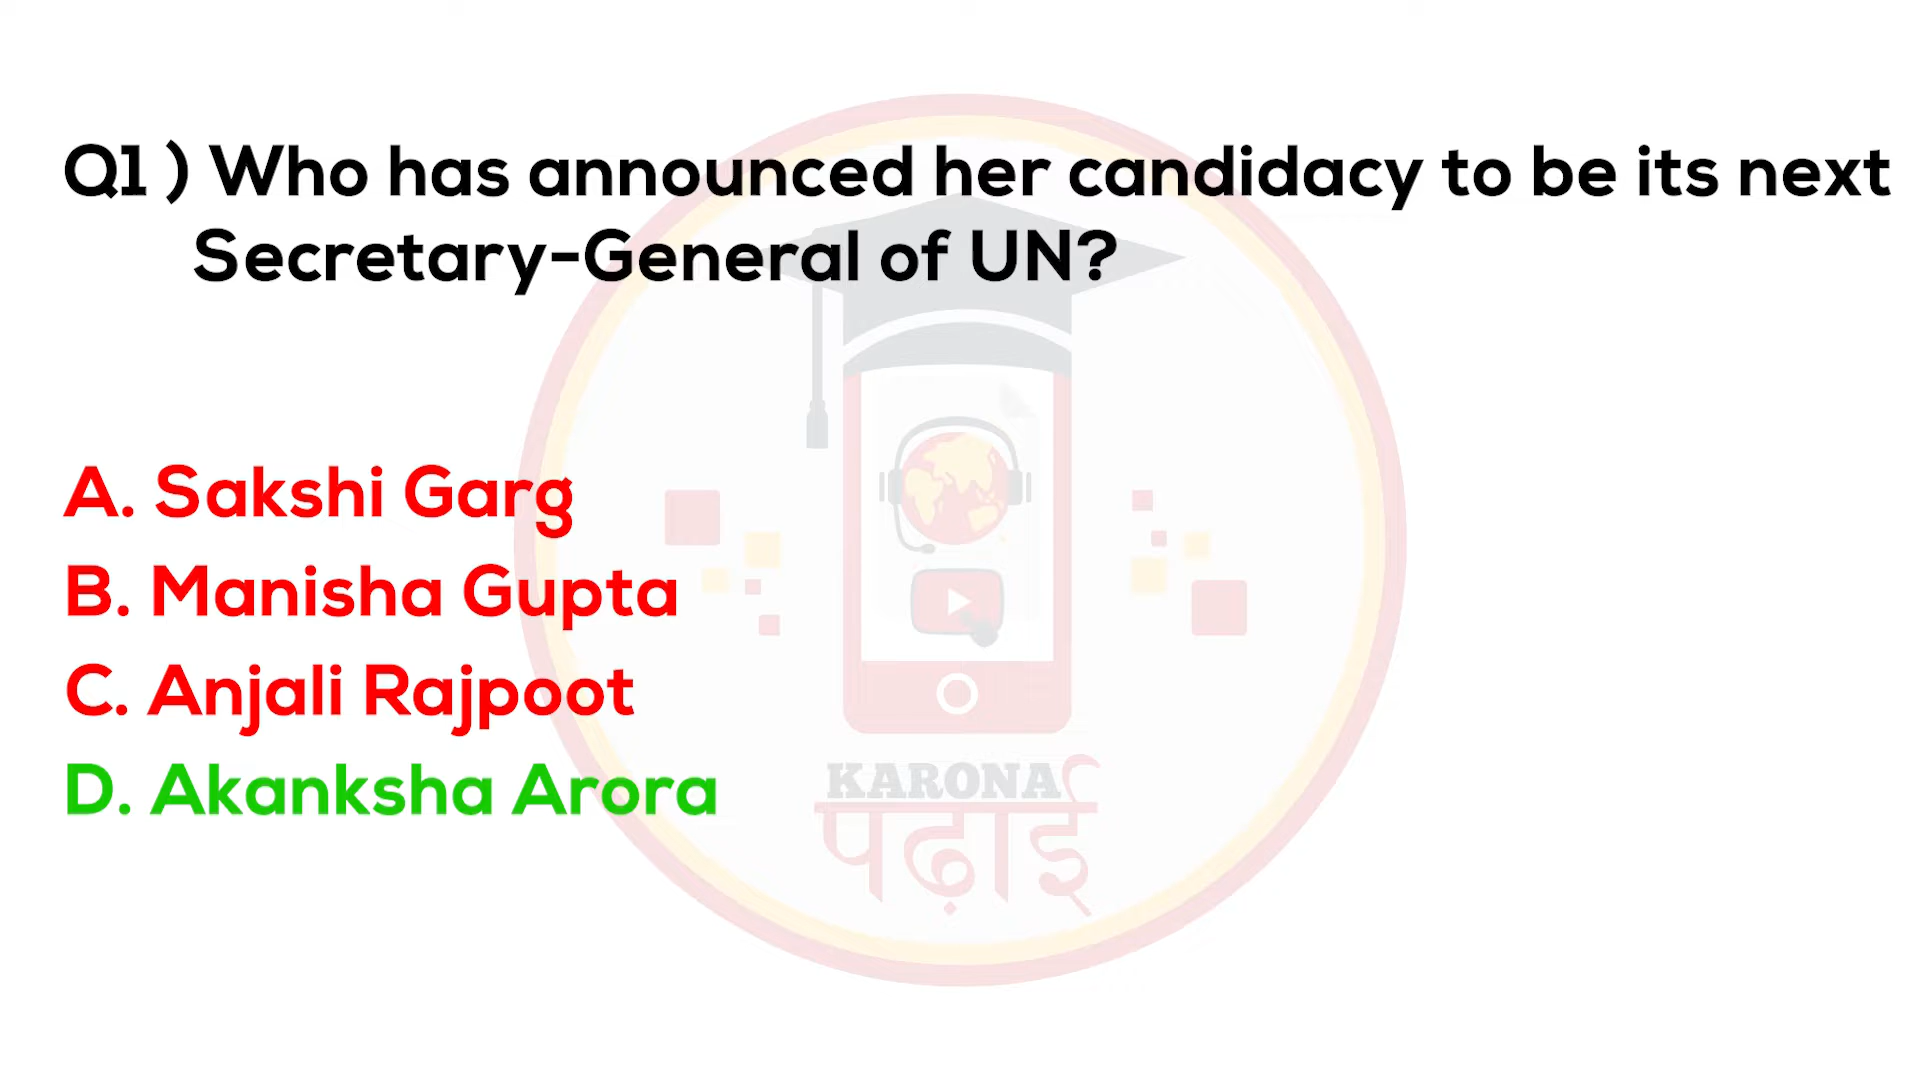 Q1 ) Who has announced her candidacy to be its next
Secretary-General of UN?
A. Sakshi Garg
B. Manisha Gupta
C. Anjali Rajpoot
D. Akanksha Arora
KARONA
पढ़ाई